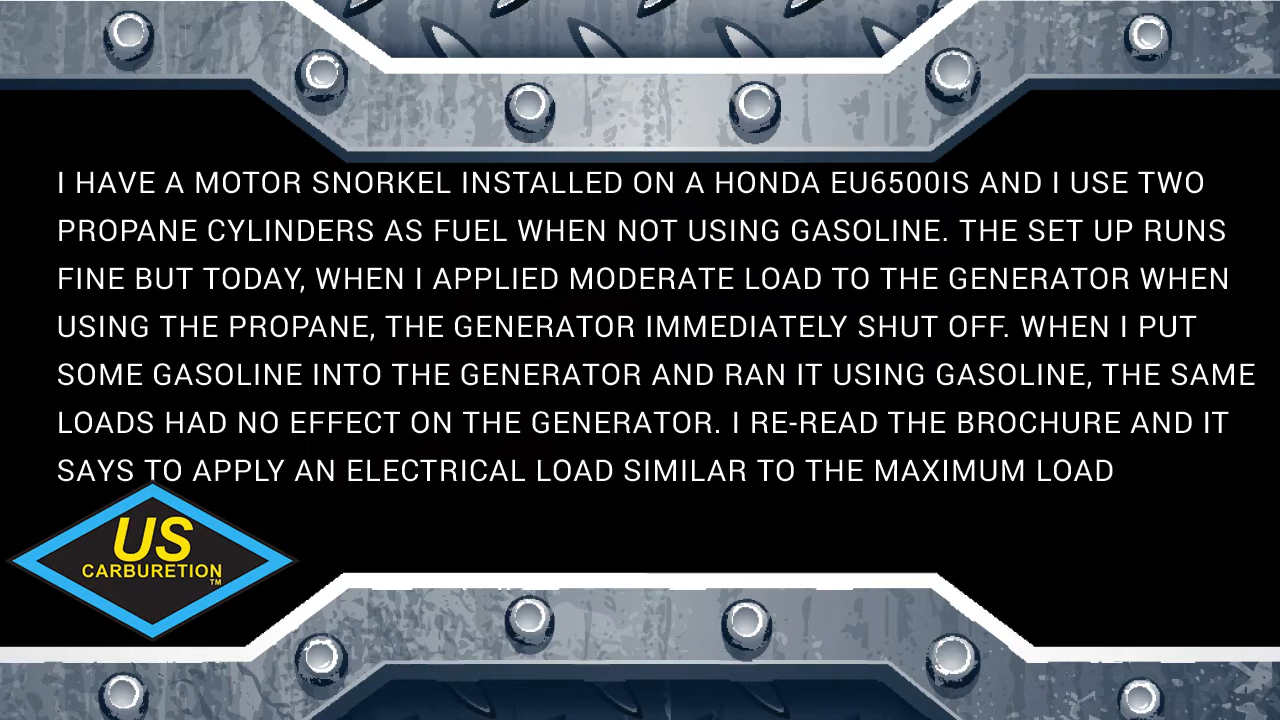 I HAVE A MOTOR SNORKEL INSTALLED ON A HONDA EU6500IS AND I USE TWO
PROPANE CYLINDERS AS FUEL WHEN NOT USING GASOLINE. THE SET UP RUNS
FINE BUT TODAY, WHEN I APPLIED MODERATE LOAD TO THE GENERATOR WHEN
USING THE PROPANE, THE GENERATOR IMMEDIATELY SHUT OFF. WHEN I PUT
SOME GASOLINE INTO THE GENERATOR AND RAN IT USING GASOLINE, THE SAME
LOADS HAD NO EFFECT ON THE GENERATOR. I RE-READ THE BROCHURE AND IT
SAYS TO APPLY AN ELECTRICAL LOAD SIMILAR TO THE MAXIMUM LOAD
US
CARBURETION
TM